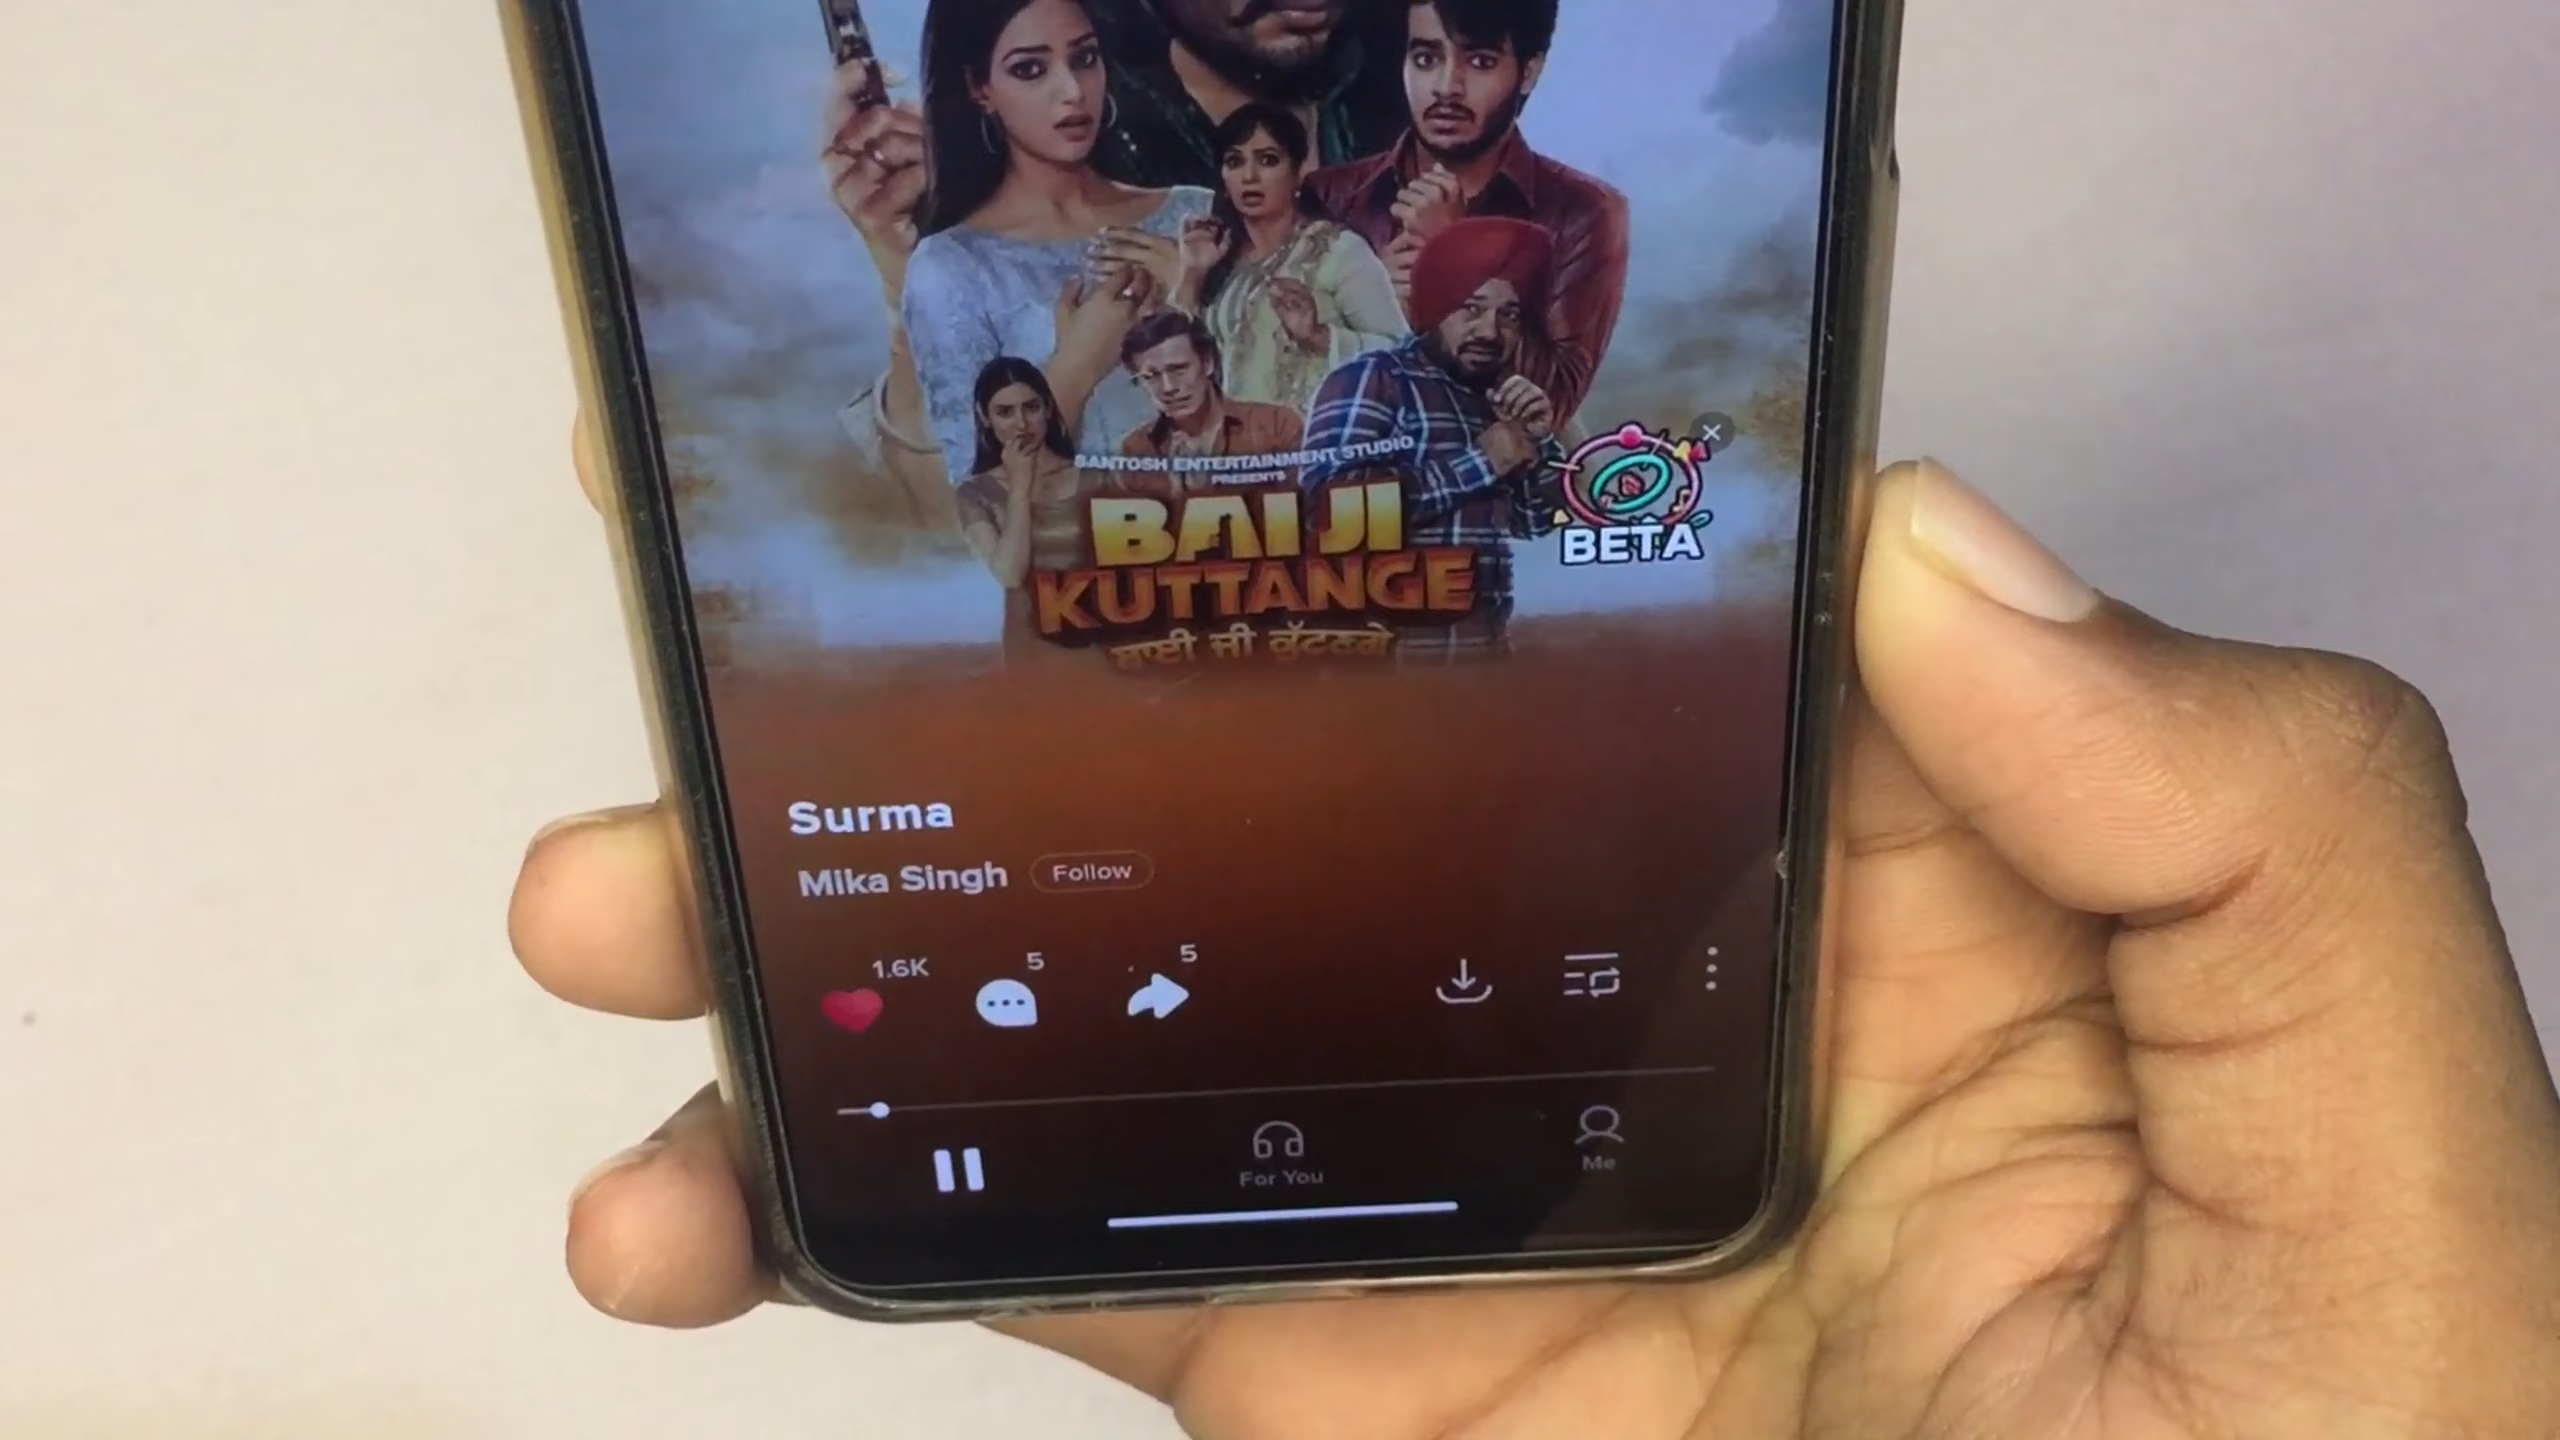 SANTOSH ENTERTAINMENT STUDIO
PRESENTS
BAI JI
KUTTANGE
ਬਾਈ ਜੀ ਕੁੱਟਣਗੇ
BETA
Surma
Mika Singh Follow
1.6K 5 5
For You Me